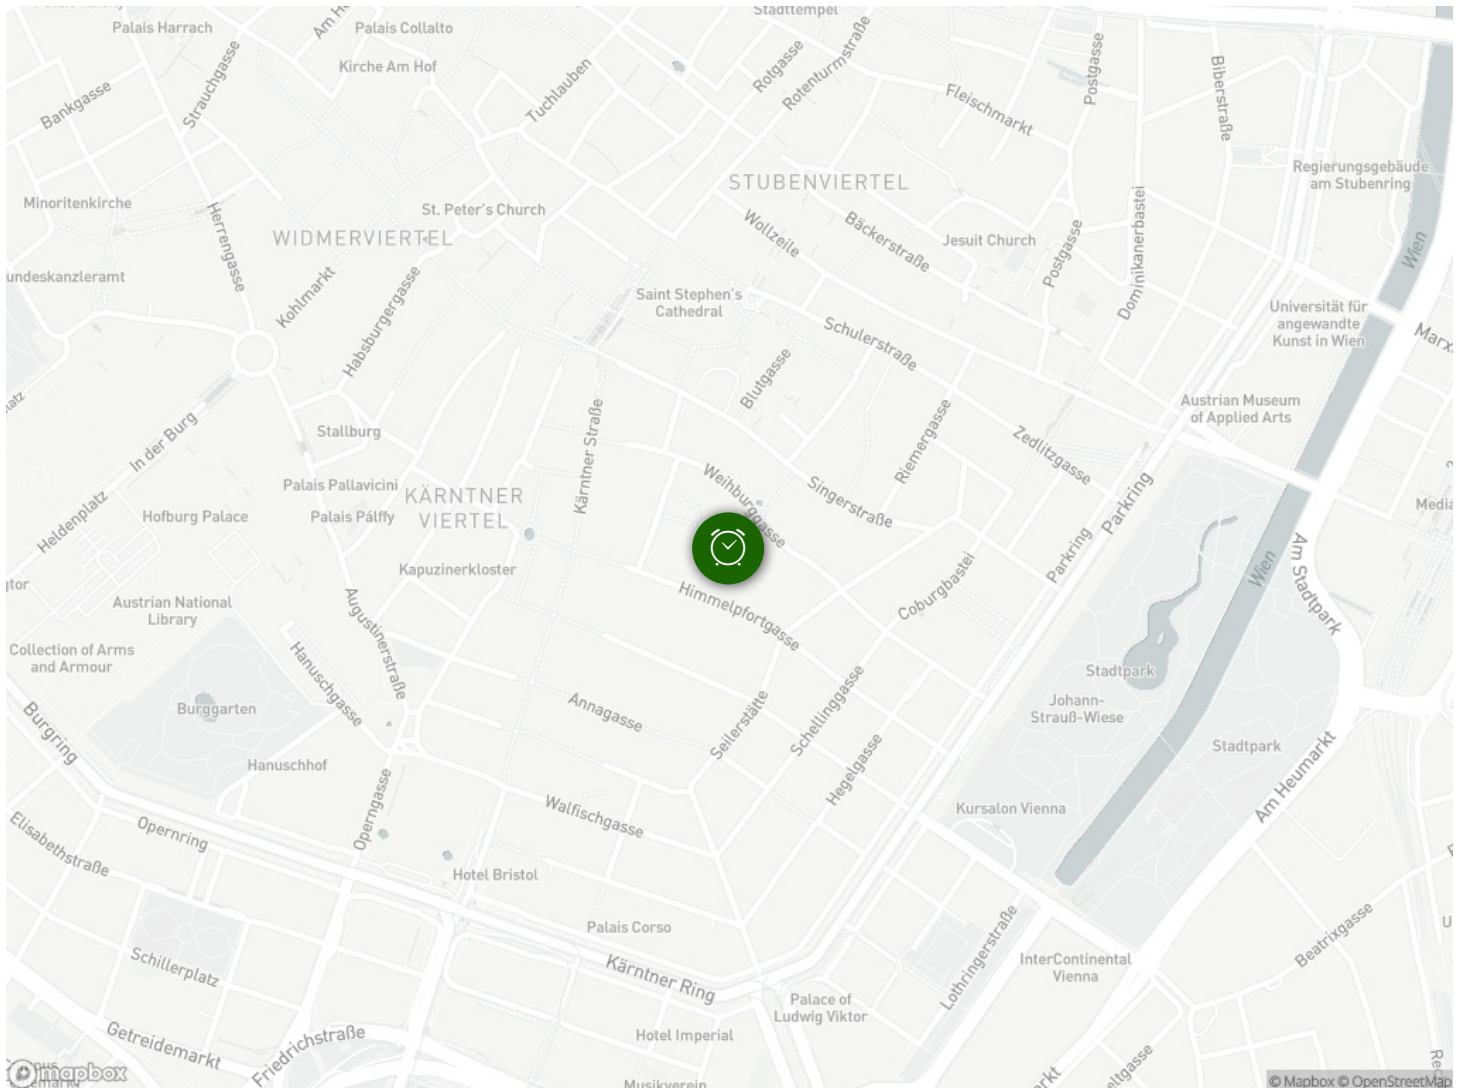 Stadttempel
Palais Harrach
Am H
Palais Collalto
Kirche Am Hof
Bankgasse
Strauchgasse
Tuchlauben
Rotgasse
Rotenturmstraße
Fleischmarkt
Postgasse
Biberstraße
Regierungsgebäude
am Stubenring
Minoritenkirche
Herrengasse
St. Peter's Church
WIDMERVIERTEL
STUBENVIERTEL
Wollzeile
Bäckerstraße
Jesuit Church
Postgasse
Dominikanerbastei
Wien
undeskanzleramt
Kohlmarkt
Habsburgergasse
Saint Stephen's
Cathedral
Schulerstraße
Universität für
angewandte
Kunst in Wien
Marx
Blutgasse
Austrian Museum
of Applied Arts
latz
In der Burg
Stallburg
Kärntner Straße
Riemergasse
Zedlitzgasse
Palais Pallavicini
KÄRNTNER
VIERTEL
Weihburggasse
Singerstraße
Parkring
Media
Heldenplatz
Hofburg Palace
Palais Pálffy
Kapuzinerkloster
Parkring
Wien
Am Stadtpark
gtor
Austrian National
Library
Augustinerstraße
Himmelpfortgasse
Coburgbastei
Collection of Arms
and Armour
Hanuschgasse
Stadtpark
Burggarten
Annagasse
Seilerstätte
Schellinggasse
Johann-
Strauß-Wiese
Stadtpark
Burgring
Hanuschhof
Hegelgasse
Am Heumarkt
Operngasse
Walfischgasse
Kursalon Vienna
Opernring
Elisabethstraße
Hotel Bristol
Palais Corso
Schillerplatz
Kärntner Ring
Lothringerstraße
InterContinental
Vienna
Beatrixgasse
U
Palace of
Ludwig Viktor
Getreidemarkt
Friedrichstraße
Hotel Imperial
Musikverein
mapbox
© Mapbox © OpenStreetMap